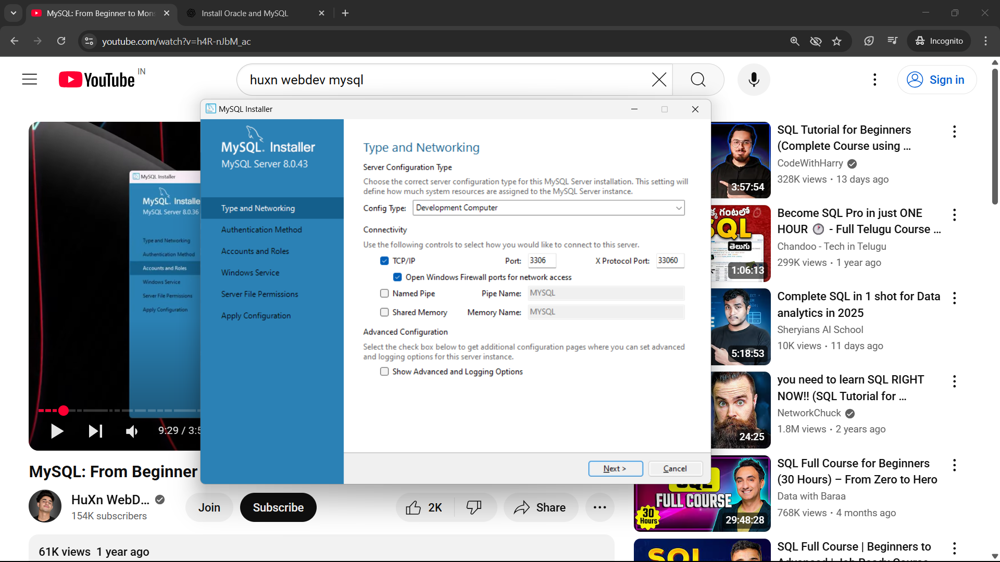 MySQL: From Beginner to Mons
Install Oracle and MySQL
youtube.com/watch?v=h4R-nJbM_ac
Incognito
YouTube IN
huxn webdev mysql
Sign in
MySQL Installer
MySQL. Installer
MySQL Server 8.0.43
Type and Networking
Authentication Method
Accounts and Roles
Windows Service
Server File Permissions
Apply Configuration
Type and Networking
Server Configuration Type
Choose the correct server configuration type for this MySQL Server installation. This setting will
define how much system resources are assigned to the MySQL Server instance.
Config Type: Development Computer
Connectivity
Use the following controls to select how you would like to connect to this server.
TCP/IP Port: 3306 X Protocol Port: 33060
Open Windows Firewall ports for network access
Named Pipe Pipe Name: MYSQL
Shared Memory Memory Name: MYSQL
Advanced Configuration
Select the check box below to get additional configuration pages where you can set advanced
and logging options for this server instance.
Show Advanced and Logging Options
Next >
Cancel
MySQL Installer
MySQL. Installe
MySQL Server 8.0.36
Type and Networking
Authentication Method
Accounts and Roles
Windows Service
Server File Permissions
Apply Configuration
9:29 / 3:5
MySQL: From Beginner
HuXn WebD...
154K subscribers
Join
Subscribe
2K
Share
61K views 1 year ago
3:57:54
SQL Tutorial for Beginners
(Complete Course using ...
CodeWithHarry
328K views • 13 days ago
గంటలో
SQL
తెలుగు
1:06:13
Become SQL Pro in just ONE
HOUR 🕐 - Full Telugu Course ...
Chandoo - Tech in Telugu
299K views • 1 year ago
5:18:53
Complete SQL in 1 shot for Data
analytics in 2025
Sheryians AI School
10K views • 11 days ago
24:25
you need to learn SQL RIGHT
NOW!! (SQL Tutorial for ...
NetworkChuck
1.8M views • 2 years ago
SQL
FULL COURSE
30
Hours
29:48:28
SQL Full Course for Beginners
(30 Hours) – From Zero to Hero
Data with Baraa
768K views • 4 months ago
SQL
SQL Full Course | Beginners to
Advanced | Job Ready Course